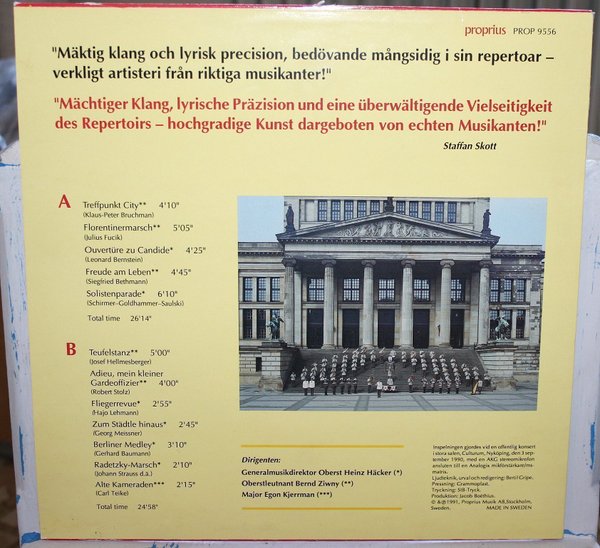 proprius PROP 9556
"Mäktig klang och lyrisk precision, bedövande mångsidig i sin repertoar –
verkligt artisteri från riktiga musikanter!"
"Mächtiger Klang, lyrische Präzision und eine überwältigende Vielseitigkeit
des Repertoirs – hochgradige Kunst dargeboten von echten Musikanten!"
Staffan Skott
A
Treffpunkt City** 4'10"
(Klaus-Peter Bruchman)
Florentinermarsch** 5'05"
(Julius Fucik)
Ouvertüre zu Candide* 4'25"
(Leonard Bernstein)
Freude am Leben** 4'45"
(Siegfried Bethmann)
Solistenparade* 6'10"
(Schirmer–Goldhammer–Saulski)
Total time 26'14"
B
Teufelstanz** 5'00"
(Josef Hellmesberger)
Adieu, mein kleiner
Gardeoffizier** 4'00"
(Robert Stolz)
Fliegerrevue* 2'55"
(Hajo Lehmann)
Zum Städtle hinaus* 2'45"
(Georg Meissner)
Berliner Medley* 3'10"
(Gerhard Baumann)
Radetzky-Marsch* 2'10"
(Johann Strauss d.ä.)
Alte Kameraden*** 2'15"
(Carl Teike)
Total time 24'58"
Dirigenten:
Generalmusikdirektor Oberst Heinz Häcker (*)
Oberstleutnant Bernd Ziwny (**)
Major Egon Kjerrman (***)
Inspelningen gjordes vid en offentlig konsert
i stora salen, Culturum, Nyköping, den 3 sep-
tember 1990, med en AKG stereomikrofon
ansluten till en Analogix mikförstärkare/ma-
matrix.
Ljudteknik, urval och redigering: Bertil Gripe.
Pressning: Grammoplast.
Tryckning: SIB-Tryck.
Produktion: Jacob Boëthius.
© &℗ 1991, Proprius Musik AB, Stockholm,
Sweden. MADE IN SWEDEN